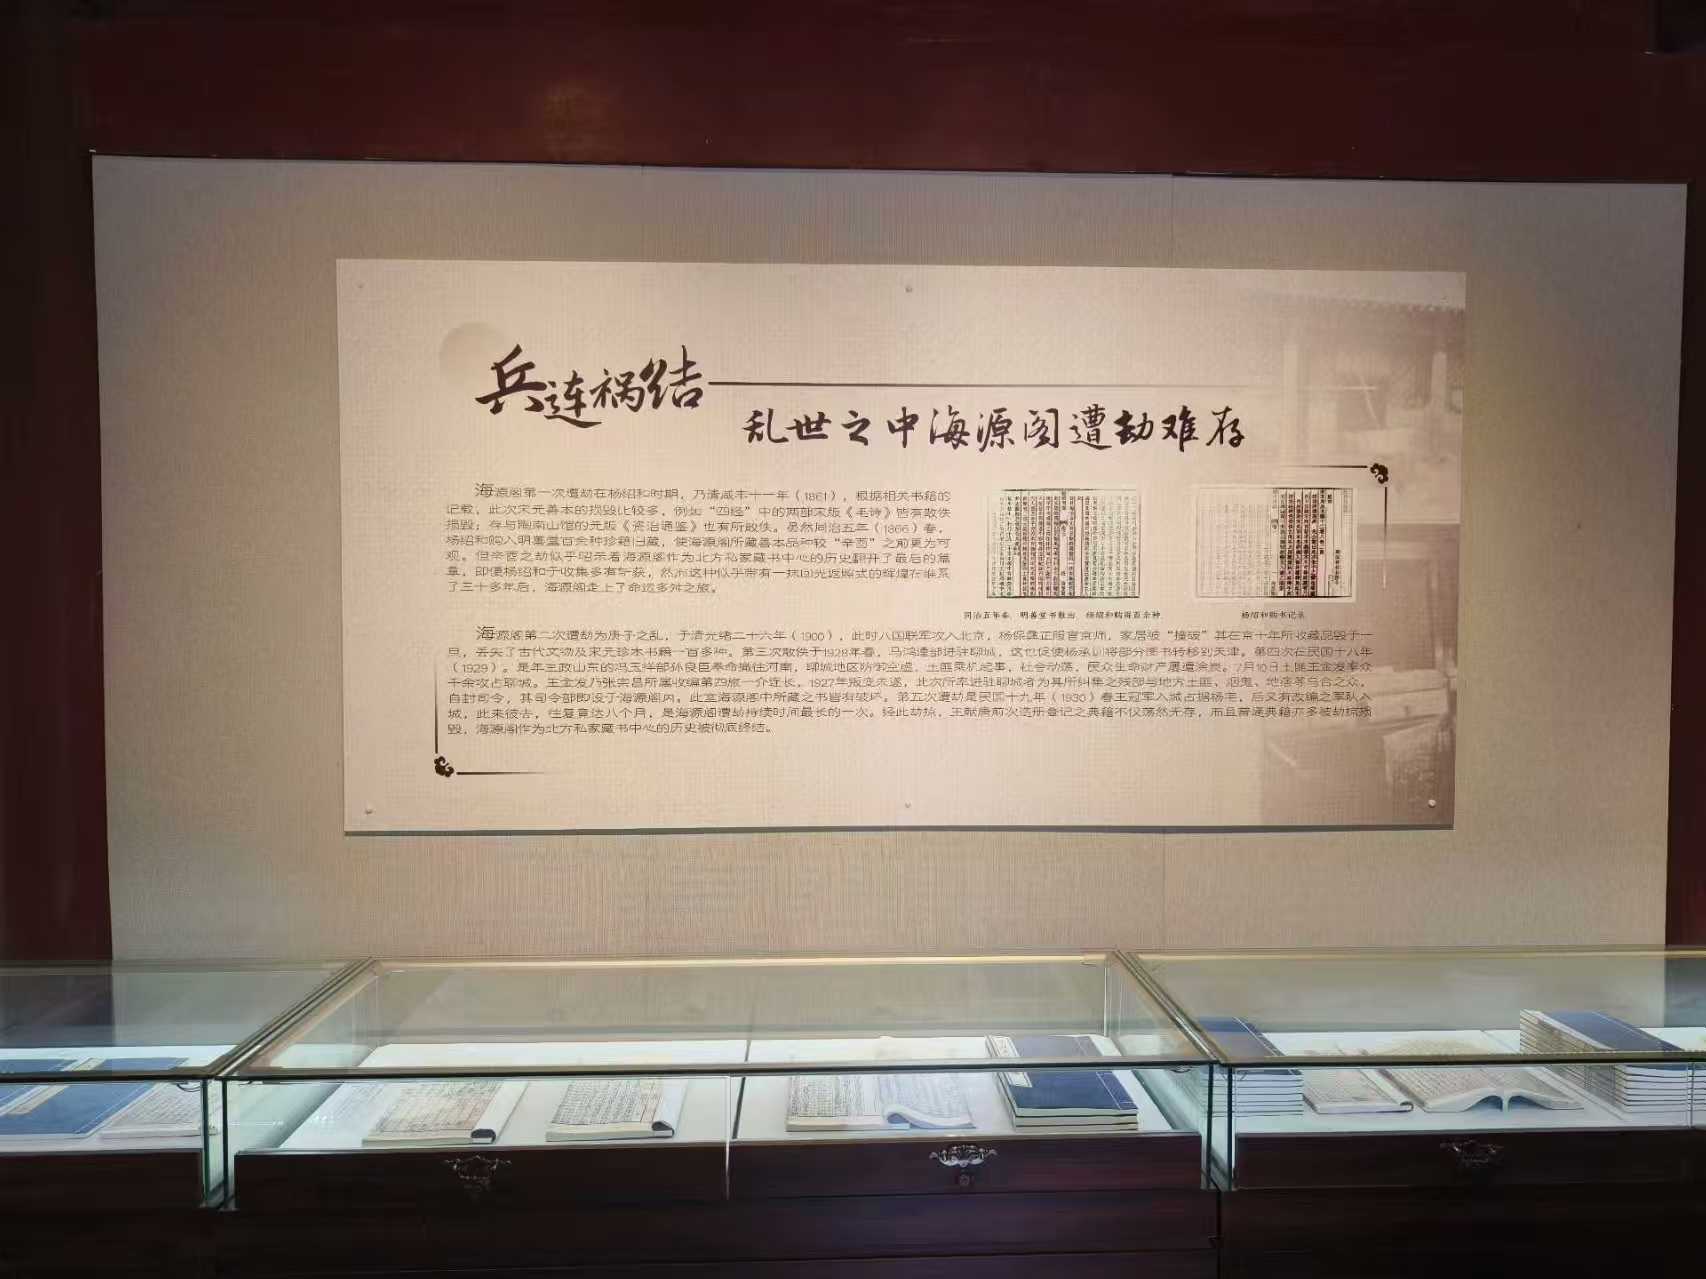 兵连祸结
乱世之中海源阁遭劫难存
海源阁第一次遭劫在杨绍和时期，乃清咸丰十一年（1861），根据相关书籍的
记载，此次宋元善本的损毁比较多，例如“四经”中的两部宋版《毛诗》皆有散佚
损毁；存与陶南山馆的元版《资治通鉴》也有所散佚。虽然同治五年（1866）春，
杨绍和购入明善堂百余种珍籍旧藏，使海源阁所藏善本品种较“辛酉”之前更为可
观。但辛酉之劫似乎昭示着海源阁作为北方私家藏书中心的历史翻开了最后的篇
章，即便杨绍和于收集多有斩获，然而这种似乎带有一抹回光返照式的辉煌在维系
了三十多年后，海源阁走上了命运多舛之旅。
同治五年春，明善堂书散出，杨绍和购得百余种
杨绍和购书记录
海源阁第二次遭劫为庚子之乱，于清光绪二十六年（1900），此时八国联军攻入北京，杨保彝正服官京师，家居被“撞破”其在京十年所收藏品毁于一
旦，丢失了古代文物及宋元珍本书籍一百多种。第三次散佚于1928年春，马鸿逵部进驻聊城，这也促使杨承训将部分图书转移到天津。第四次在民国十八年
（1929）。是年主政山东的冯玉祥部孙良臣奉命撤往河南，聊城地区防御空虚，土匪乘机起事，社会动荡，民众生命财产屡遭涂炭。7月10日土匪王金发率众
千余攻占聊城。王金发乃张宗昌所属收编第四旅一介连长，1927年叛变未遂，此次所率进驻聊城者为其所纠集之残部与地方土匪、烟鬼、地痞等乌合之众，
自封司令，其司令部即设于海源阁内。此室海源阁中所藏之书皆有破坏。第五次遭劫是民国十九年（1930）春王冠军入城占据杨宅，后又有改编之军队入
城，此来彼去，往复竟达八个月，是海源阁遭劫持续时间最长的一次。经此劫掠，王献唐前次造册登记之典籍不仅荡然无存，而且普通典籍亦多被劫掠残
毁，海源阁作为北方私家藏书中心的历史被彻底终结。